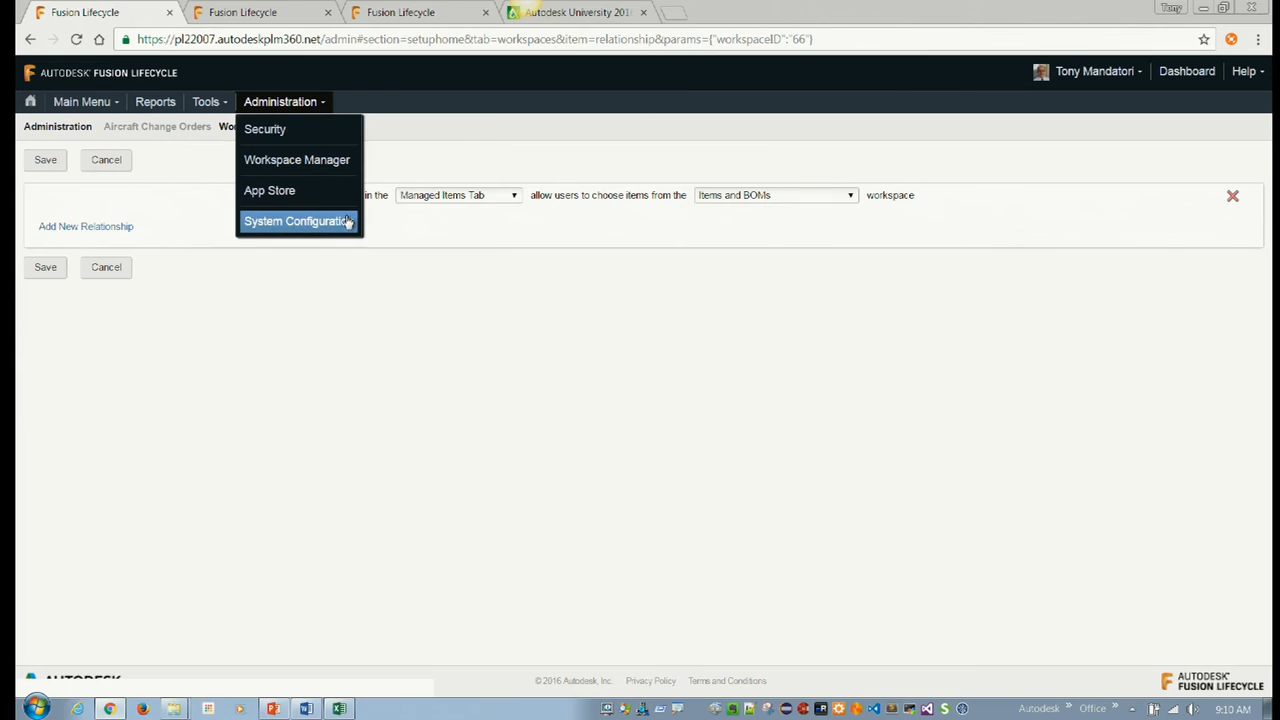 Fusion Lifecycle
Fusion Lifecycle
Fusion Lifecycle
Autodesk University 201
Tony
https://pl22007.autodeskplm360.net/admin#section=setuphome&tab=workspaces&item=relationship&params={"workspaceID":"66"}
AUTODESK® FUSION LIFECYCLE
Tony Mandatori
Dashboard
Help
Main Menu
Reports
Tools
Administration
Administration
Aircraft Change Orders
Security
Workspace Manager
App Store
System Configuratio
Save
Cancel
in the
Managed Items Tab
allow users to choose items from the
Items and BOMs
workspace
Add New Relationship
Save
Cancel
© 2016 Autodesk, Inc.
Privacy Policy
Terms and Conditions
AUTODESK®
FUSION LIFECYCLE
Autodesk
Office
9:10 AM